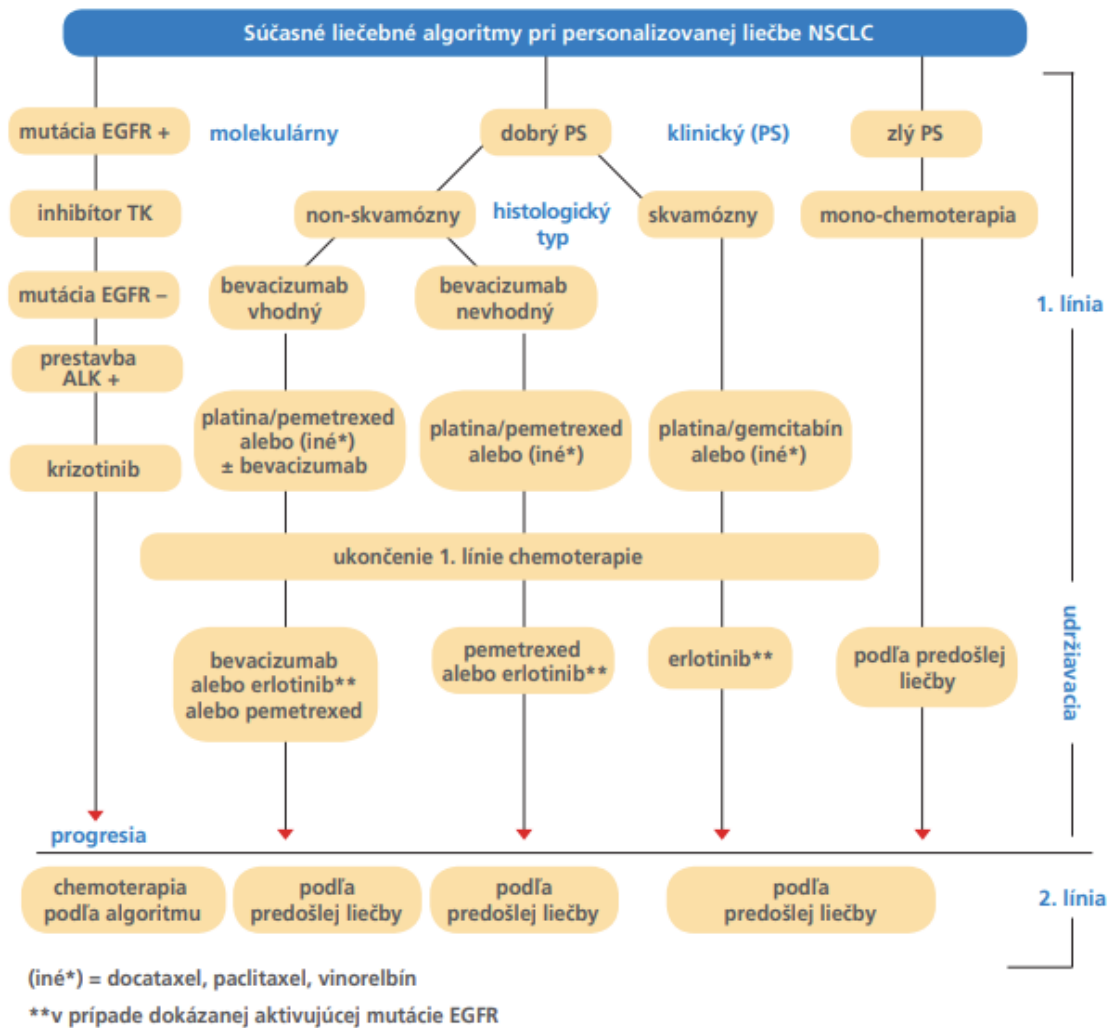 Súčasné liečebné algoritmy pri personalizovanej liečbe NSCLC
mutácia EGFR +
molekulárny
dobrý PS
klinický (PS)
zlý PS
inhibítor TK
non-skvamózny
histologický
typ
skvamózny
mono-chemoterapia
mutácia EGFR –
bevacizumab
vhodný
bevacizumab
nevhodný
1. línia
prestavba
ALK +
platina/pemetrexed
alebo (iné*)
± bevacizumab
platina/pemetrexed
alebo (iné*)
platina/gemcitabín
alebo (iné*)
krizotinib
ukončenie 1. línie chemoterapie
bevacizumab
alebo erlotinib**
alebo pemetrexed
pemetrexed
alebo erlotinib**
erlotinib**
podľa predošlej
liečby
udržiavacia
progresia
chemoterapia
podľa algoritmu
podľa
predošlej liečby
podľa
predošlej liečby
podľa
predošlej liečby
2. línia
(iné*) = docataxel, paclitaxel, vinorelbín
**v prípade dokázanej aktivujúcej mutácie EGFR